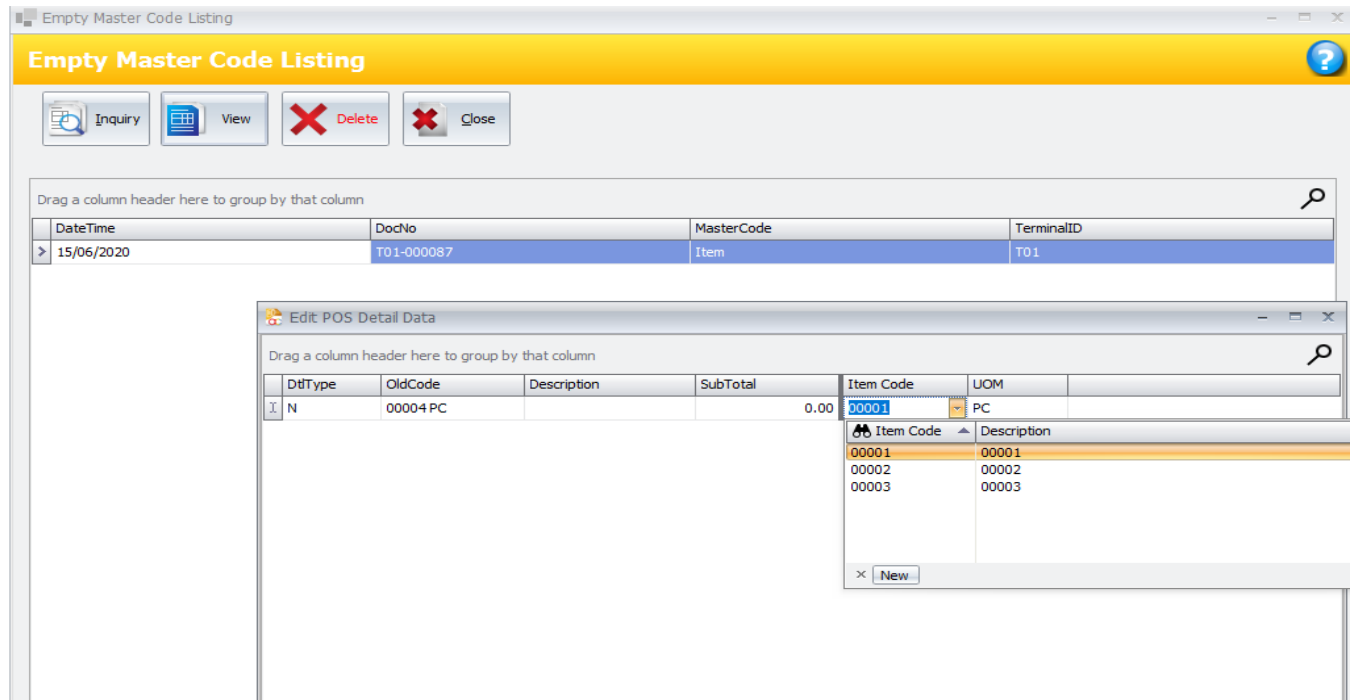 Empty Master Code Listing
Empty Master Code Listing
Inquiry View Delete Close
Drag a column header here to group by that column
DateTime DocNo MasterCode TerminalID
15/06/2020 T01-000087 Item T01
Edit POS Detail Data
Drag a column header here to group by that column
DtlType OldCode Description SubTotal Item Code UOM
N 00004 PC 0.00 00001 PC
Item Code Description
00001 00001
00002 00002
00003 00003
× New